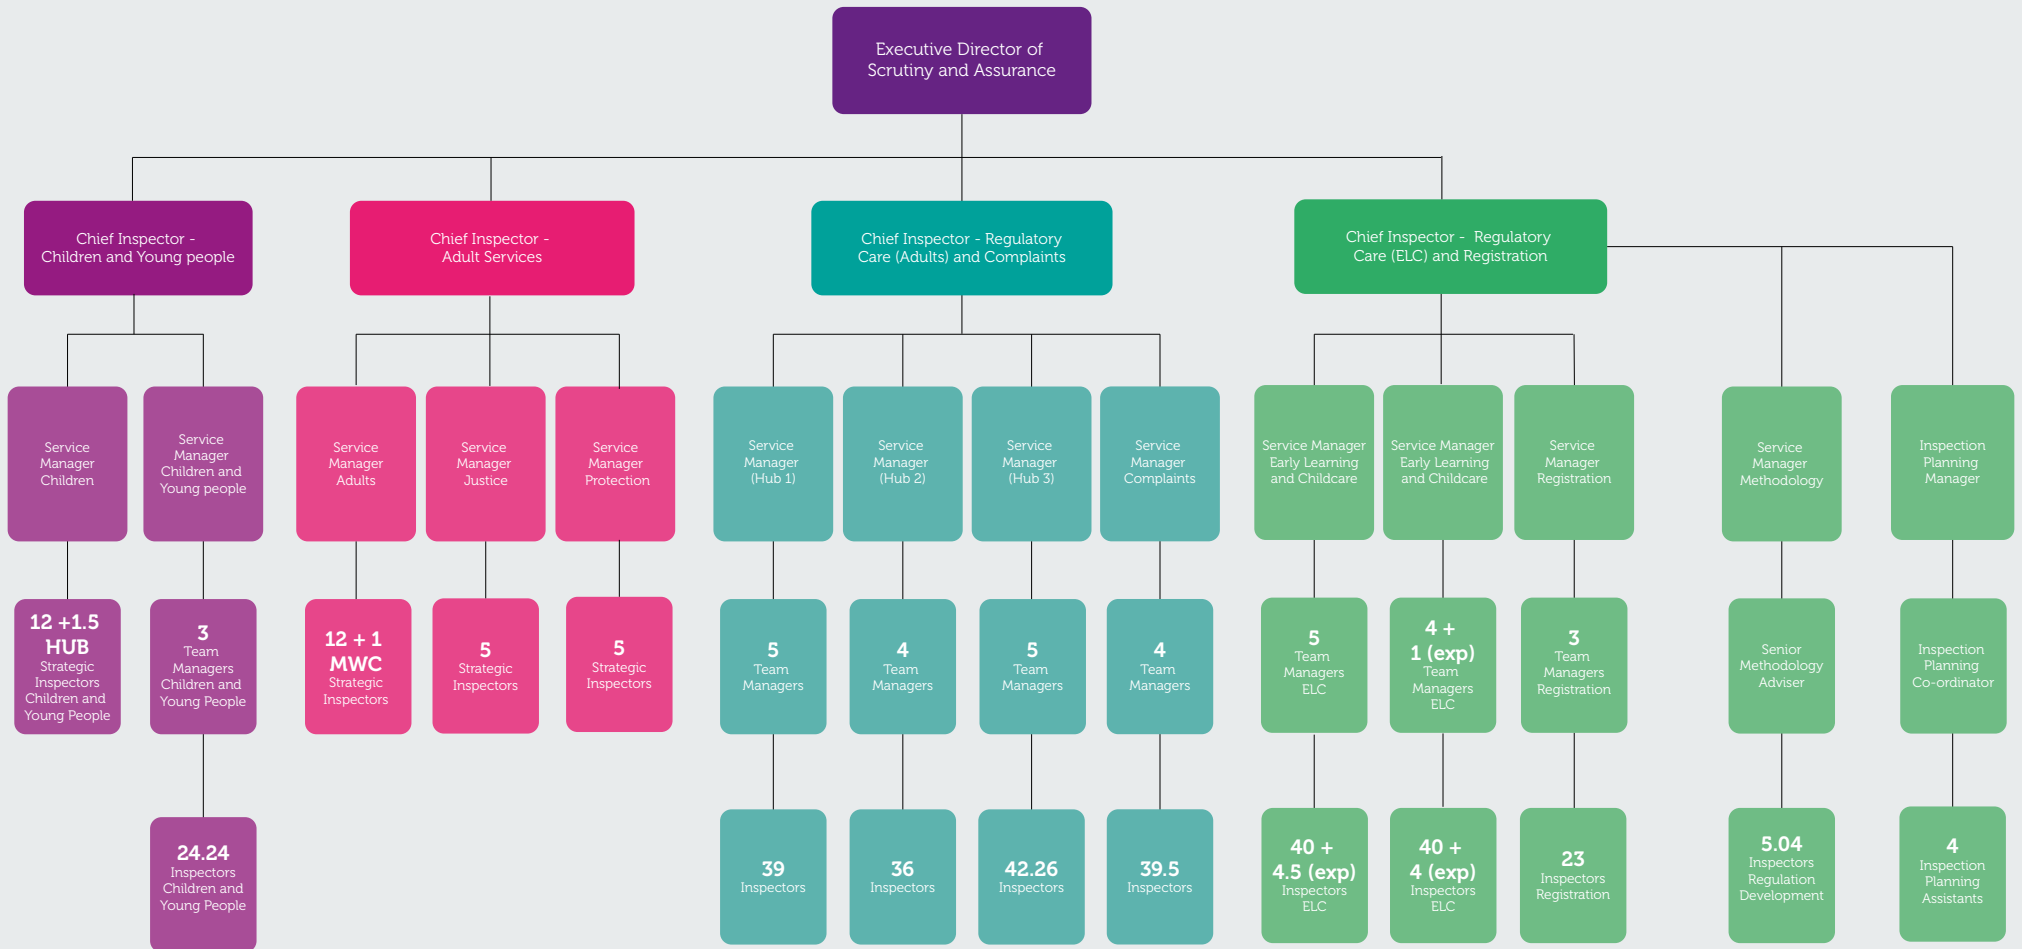 Executive Director of
Scrutiny and Assurance
Chief Inspector -
Children and Young people
Chief Inspector -
Adult Services
Chief Inspector - Regulatory
Care (Adults) and Complaints
Chief Inspector - Regulatory
Care (ELC) and Registration
Service
Manager
Children
Service
Manager
Children and
Young people
Service
Manager
Adults
Service
Manager
Justice
Service
Manager
Protection
Service
Manager
(Hub 1)
Service
Manager
(Hub 2)
Service
Manager
(Hub 3)
Service
Manager
Complaints
Service Manager
Early Learning
and Childcare
Service Manager
Early Learning
and Childcare
Service
Manager
Registration
Service
Manager
Methodology
Inspection
Planning
Manager
12 +1.5
HUB
Strategic
Inspectors
Children and
Young People
3
Team
Managers
Children and
Young People
12 + 1
MWC
Strategic
Inspectors
5
Strategic
Inspectors
5
Strategic
Inspectors
5
Team
Managers
4
Team
Managers
5
Team
Managers
4
Team
Managers
5
Team
Managers
ELC
4 +
1 (exp)
Team
Managers
ELC
3
Team
Managers
Registration
Senior
Methodology
Adviser
Inspection
Planning
Co-ordinator
24.24
Inspectors
Children and
Young People
39
Inspectors
36
Inspectors
42.26
Inspectors
39.5
Inspectors
40 +
4.5 (exp)
Inspectors
ELC
40 +
4 (exp)
Inspectors
ELC
23
Inspectors
Registration
5.04
Inspectors
Regulation
Development
4
Inspection
Planning
Assistants